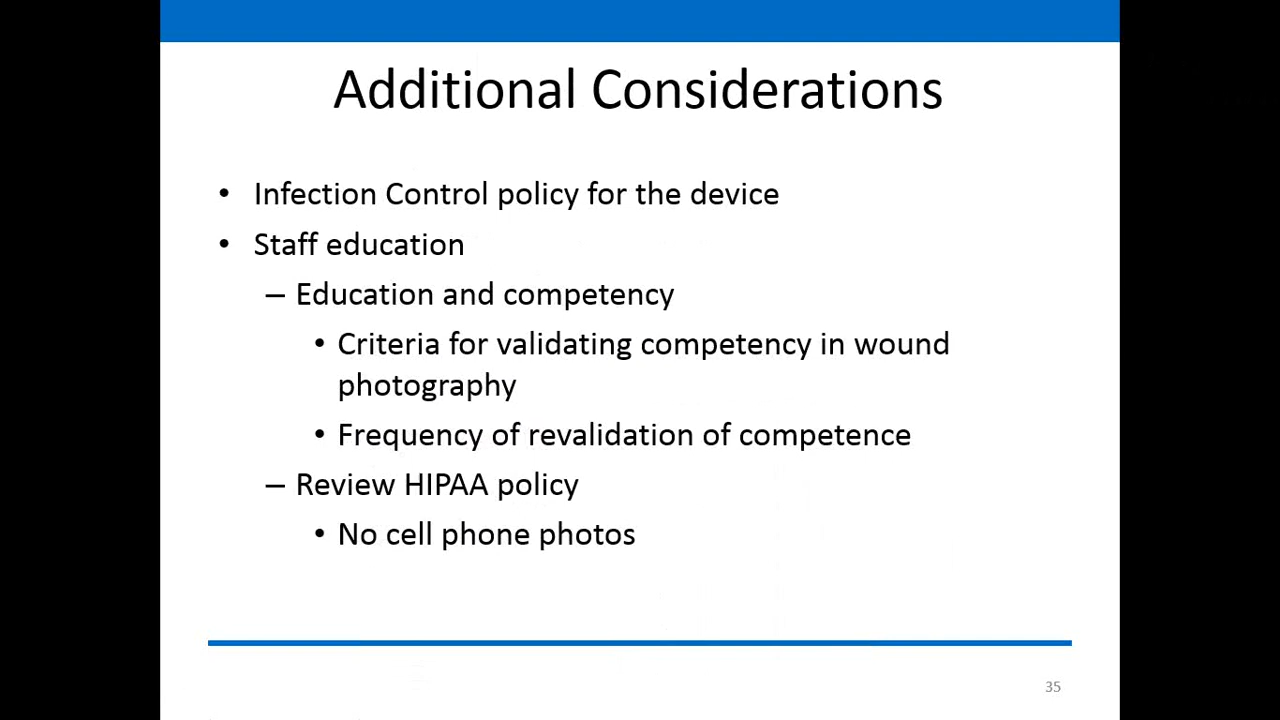 Additional Considerations
• Infection Control policy for the device
• Staff education
– Education and competency
• Criteria for validating competency in wound
photography
• Frequency of revalidation of competence
– Review HIPAA policy
• No cell phone photos
35